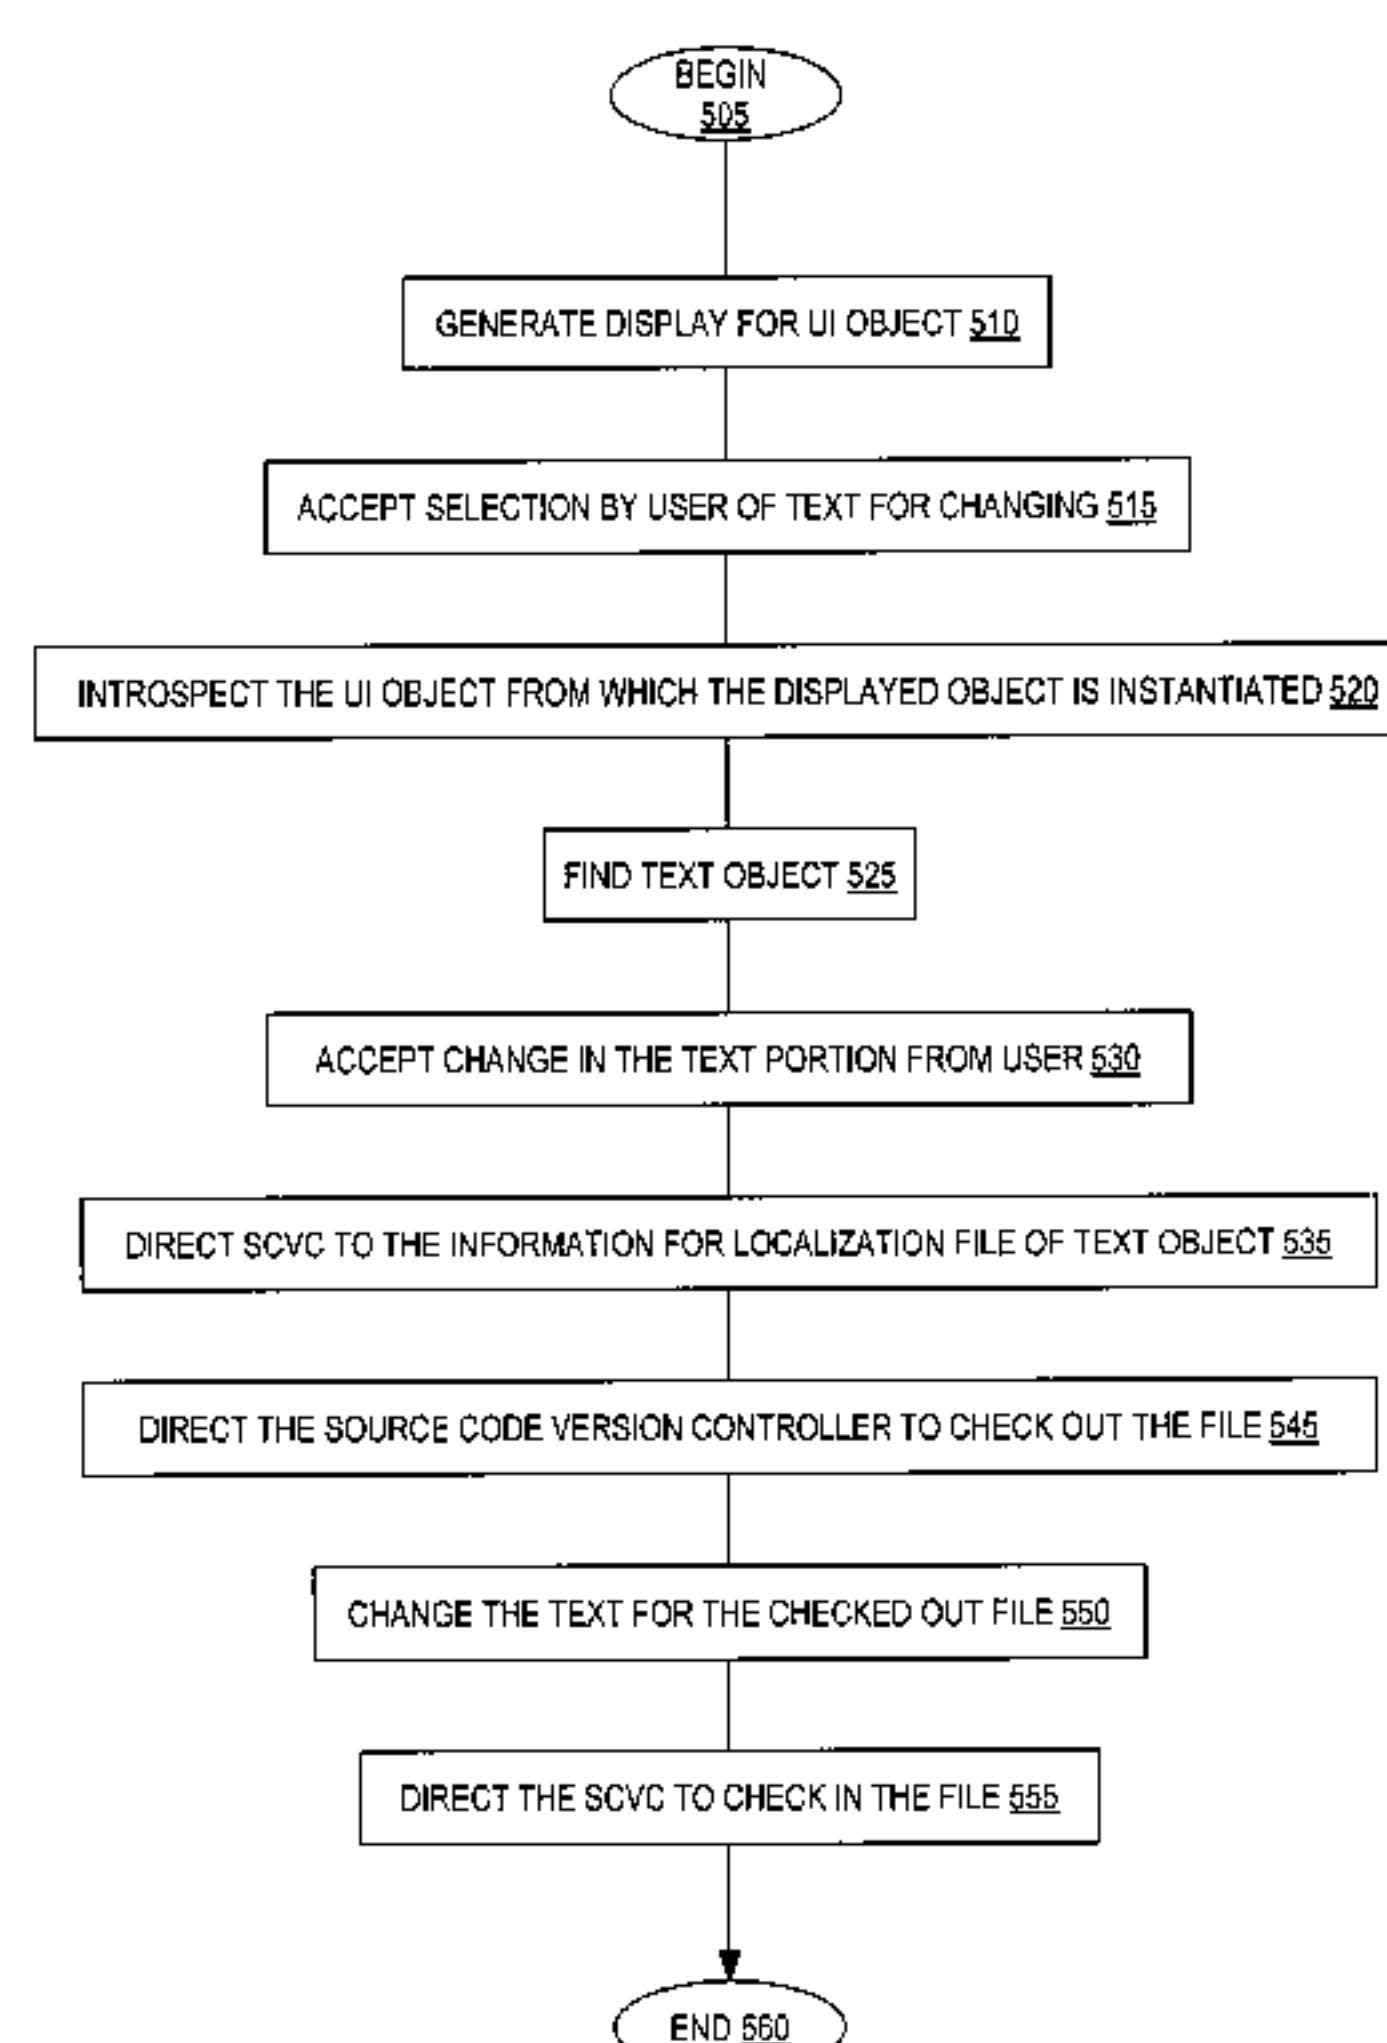 BEGIN
505
GENERATE DISPLAY FOR UI OBJECT 510
ACCEPT SELECTION BY USER OF TEXT FOR CHANGING 515
INTROSPECT THE UI OBJECT FROM WHICH THE DISPLAYED OBJECT IS INSTANTIATED 520
FIND TEXT OBJECT 525
ACCEPT CHANGE IN THE TEXT PORTION FROM USER 530
DIRECT SCVC TO THE INFORMATION FOR LOCALIZATION FILE OF TEXT OBJECT 535
DIRECT THE SOURCE CODE VERSION CONTROLLER TO CHECK OUT THE FILE 545
CHANGE THE TEXT FOR THE CHECKED OUT FILE 550
DIRECT THE SCVC TO CHECK IN THE FILE 555
END 560